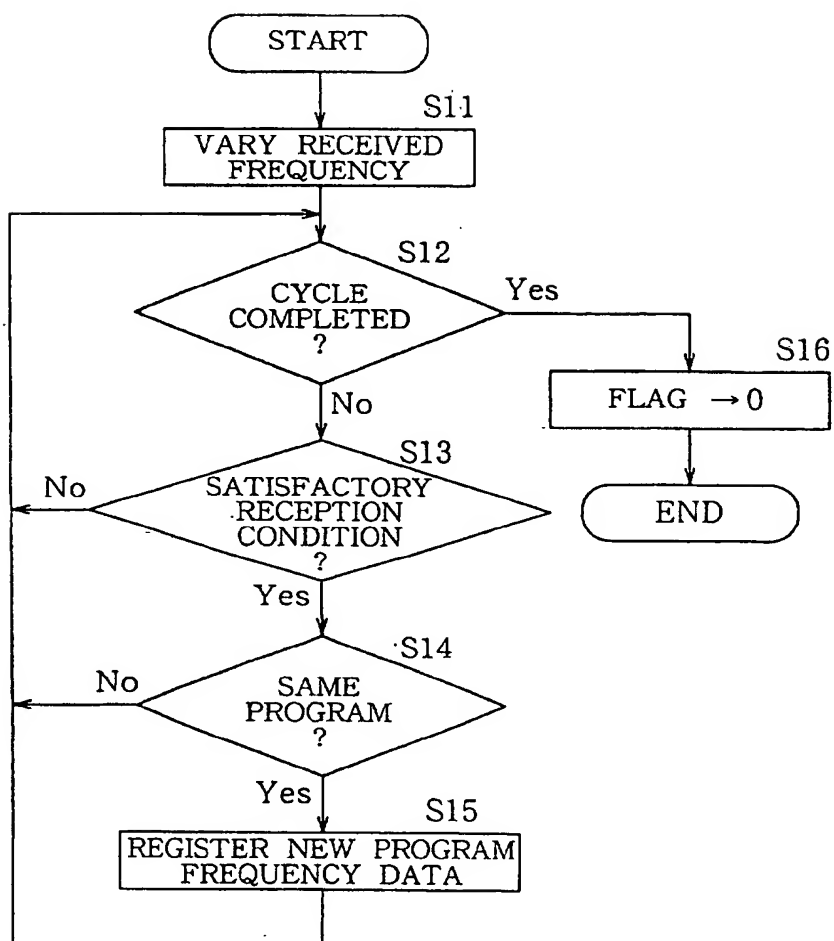 START
S11
VARY RECEIVED
FREQUENCY
S12
CYCLE
COMPLETED
?
Yes
S16
FLAG → 0
No
END
S13
No
SATISFACTORY
RECEPTION
CONDITION
?
Yes
S14
No
SAME
PROGRAM
?
Yes
S15
REGISTER NEW PROGRAM
FREQUENCY DATA